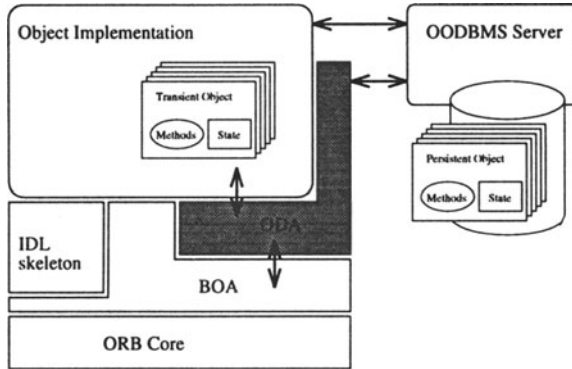 Object Implementation
OODBMS Server
Transient Object
Methods
State
Persistent Object
Methods
State
ODA
IDL
skeleton
BOA
ORB Core